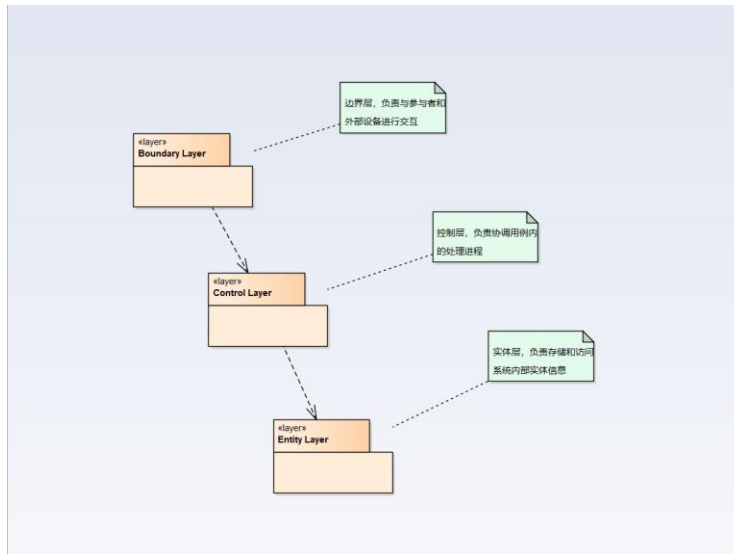 边界层，负责与参与者和
外部设备进行交互
«layer»
Boundary Layer
控制层，负责协调用例内
的处理进程
«layer»
Control Layer
实体层，负责存储和访问
系统内部实体信息
«layer»
Entity Layer